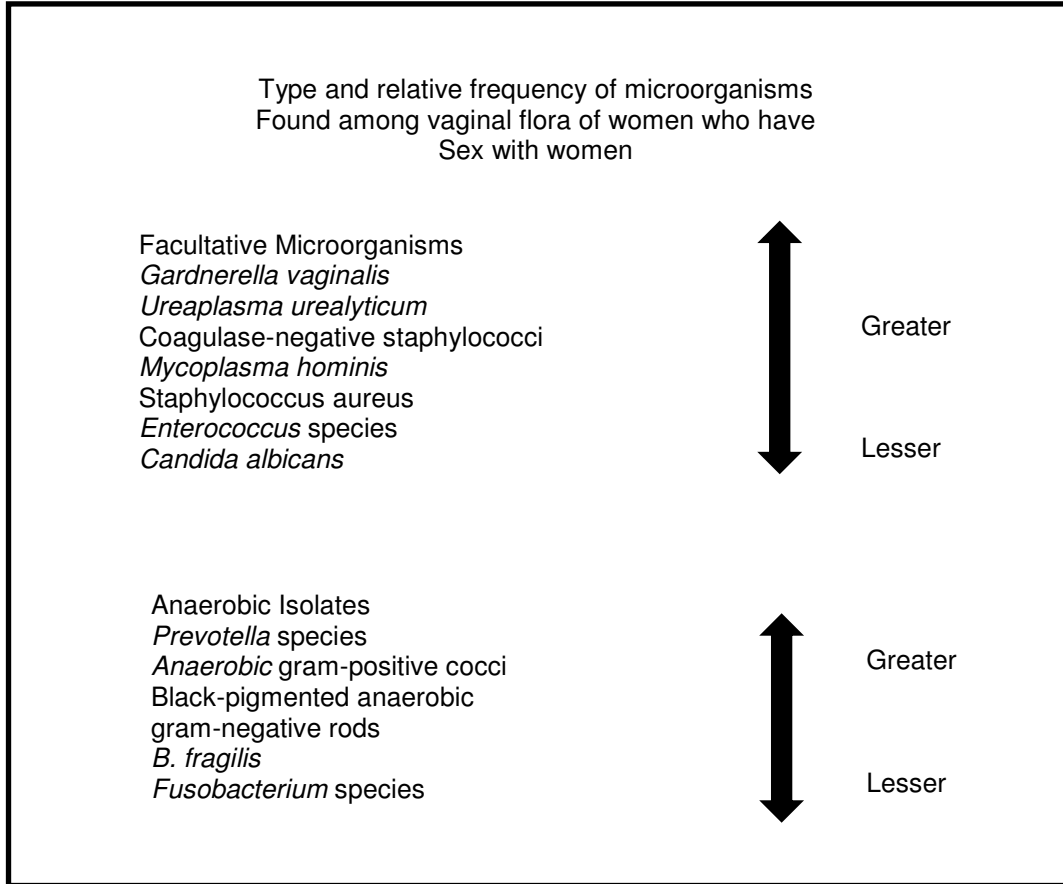 Type and relative frequency of microorganisms
Found among vaginal flora of women who have
Sex with women
Facultative Microorganisms
Gardnerella vaginalis
Ureaplasma urealyticum
Coagulase-negative staphylococci
Mycoplasma hominis
Staphylococcus aureus
Enterococcus species
Candida albicans
Greater
Lesser
Anaerobic Isolates
Prevotella species
Anaerobic gram-positive cocci
Black-pigmented anaerobic
gram-negative rods
B. fragilis
Fusobacterium species
Greater
Lesser